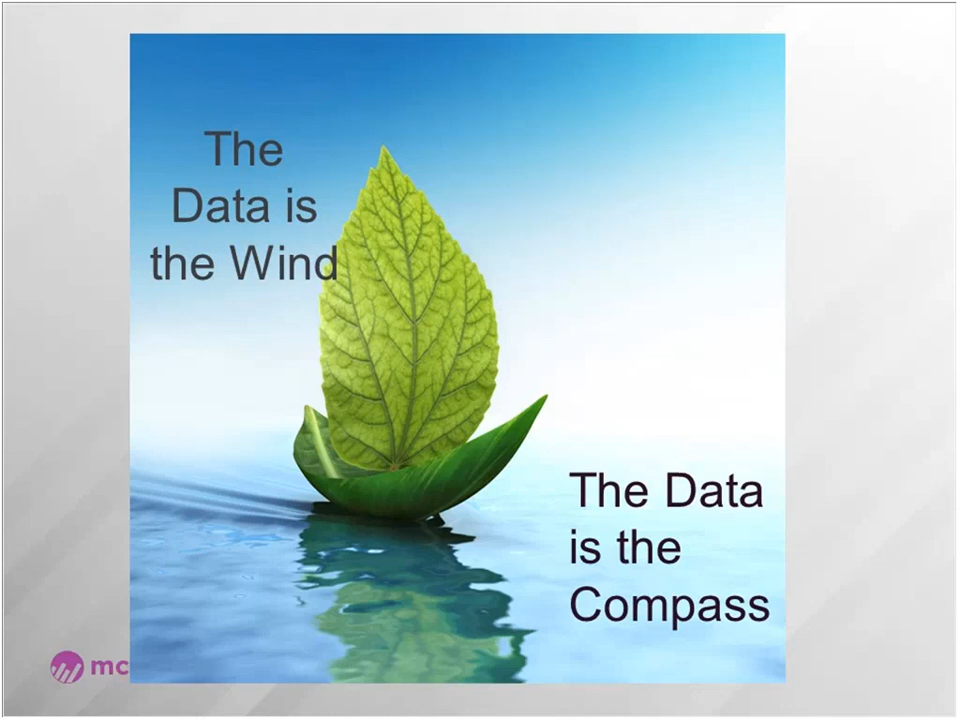 The
Data is
the Wind
The Data
is the
Compass
mc